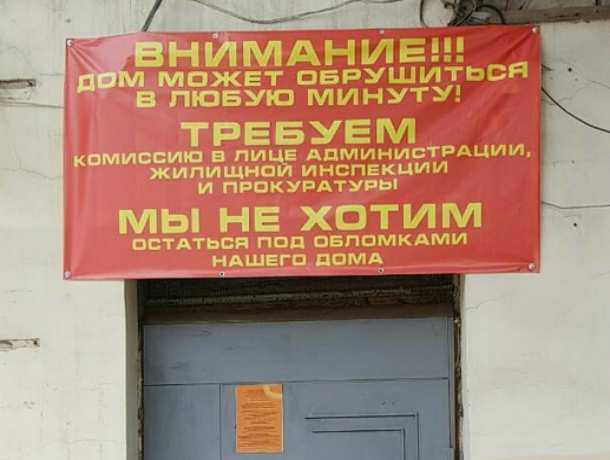 ВНИМАНИЕ!!!
ДОМ МОЖЕТ ОБРУШИТЬСЯ
В ЛЮБУЮ МИНУТУ!
ТРЕБУЕМ
КОМИССИЮ В ЛИЦЕ АДМИНИСТРАЦИИ,
ЖИЛИЩНОЙ ИНСПЕКЦИИ
И ПРОКУРАТУРЫ
МЫ НЕ ХОТИМ
ОСТАТЬСЯ ПОД ОБЛОМКАМИ
НАШЕГО ДОМА